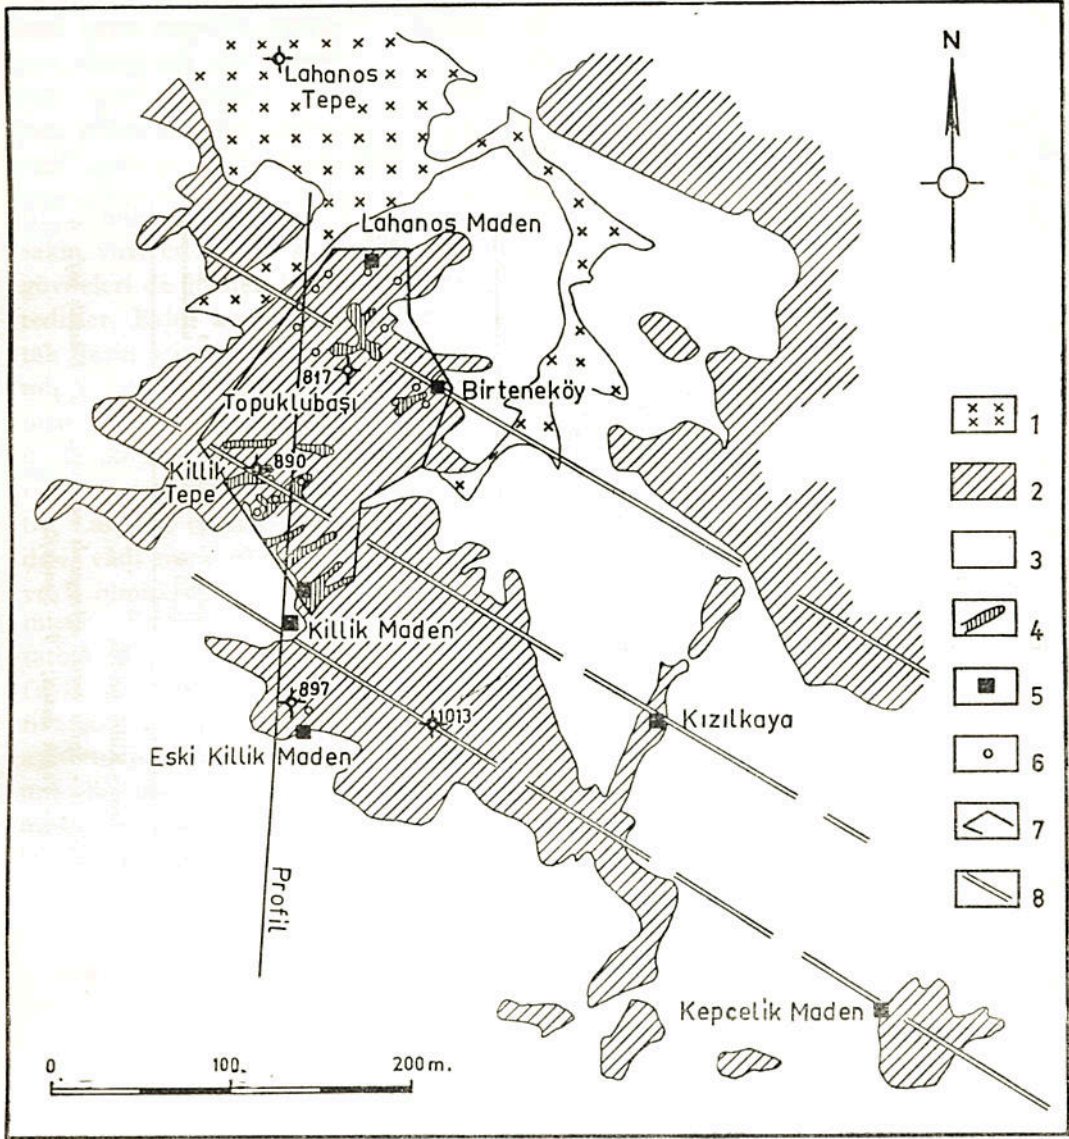 Lahanos
Tepe
N
Lahanos Maden
817
Topuklubaşı
Birteneköy
Killik
Tepe
890
Killik Maden
897
1013
Eski Killik Maden
Kızılkaya
Profil
Kepçelik Maden
0 100. 200 m.
1
2
3
4
5
6
7
8